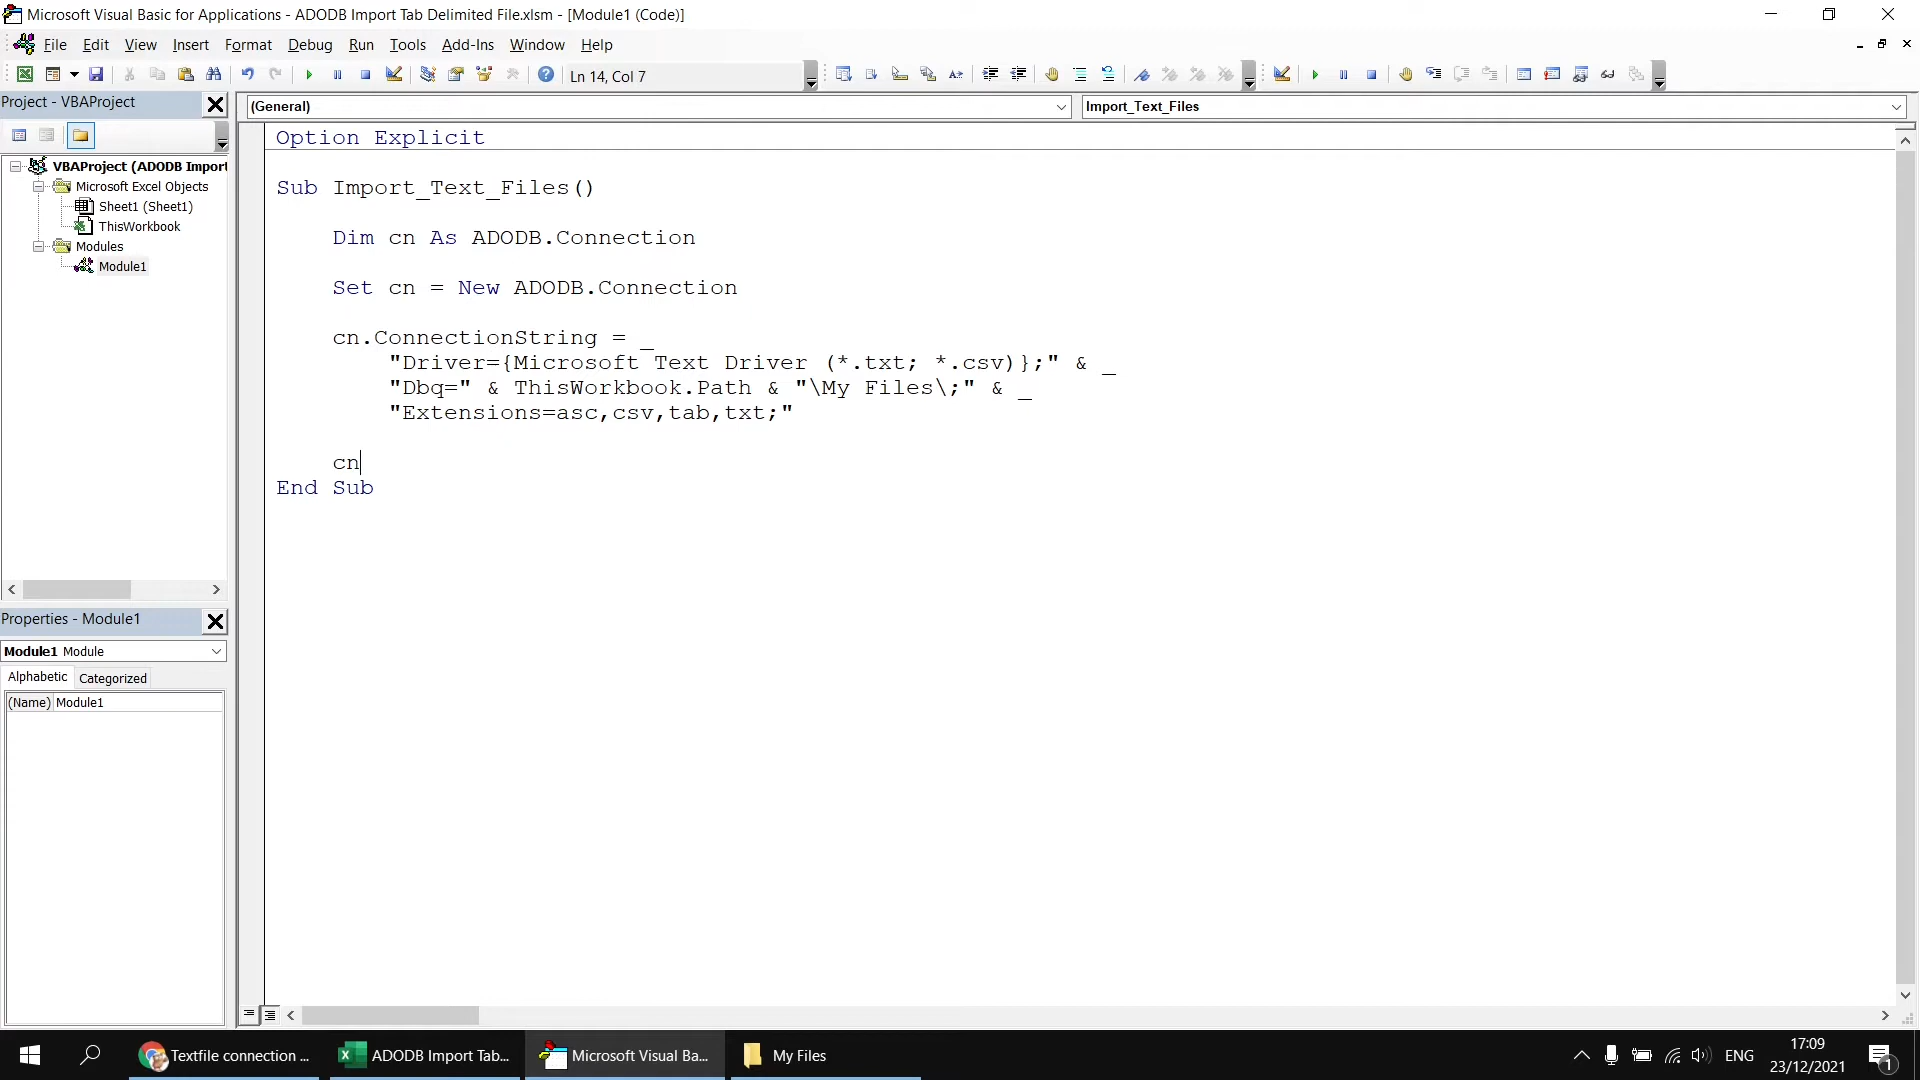 Microsoft Visual Basic for Applications - ADODB Import Tab Delimited File.xlsm - [Module1 (Code)]
File Edit View Insert Format Debug Run Tools Add-Ins Window Help
Ln 14, Col 7
Project - VBAProject
(General)
Import_Text_Files
VBAProject (ADODB Import
Microsoft Excel Objects
Sheet1 (Sheet1)
ThisWorkbook
Modules
Module1
Option Explicit
Sub Import_Text_Files()
Dim cn As ADODB.Connection
Set cn = New ADODB.Connection
cn.ConnectionString = _
"Driver={Microsoft Text Driver (*.txt; *.csv)};" & _
"Dbq=" & ThisWorkbook.Path & "\My Files\;" & _
"Extensions=asc,csv,tab,txt;"
cn
End Sub
Properties - Module1
Module1 Module
Alphabetic Categorized
(Name) Module1
Textfile connection ...
ADODB Import Tab...
Microsoft Visual Ba...
My Files
ENG
17:09
23/12/2021
1